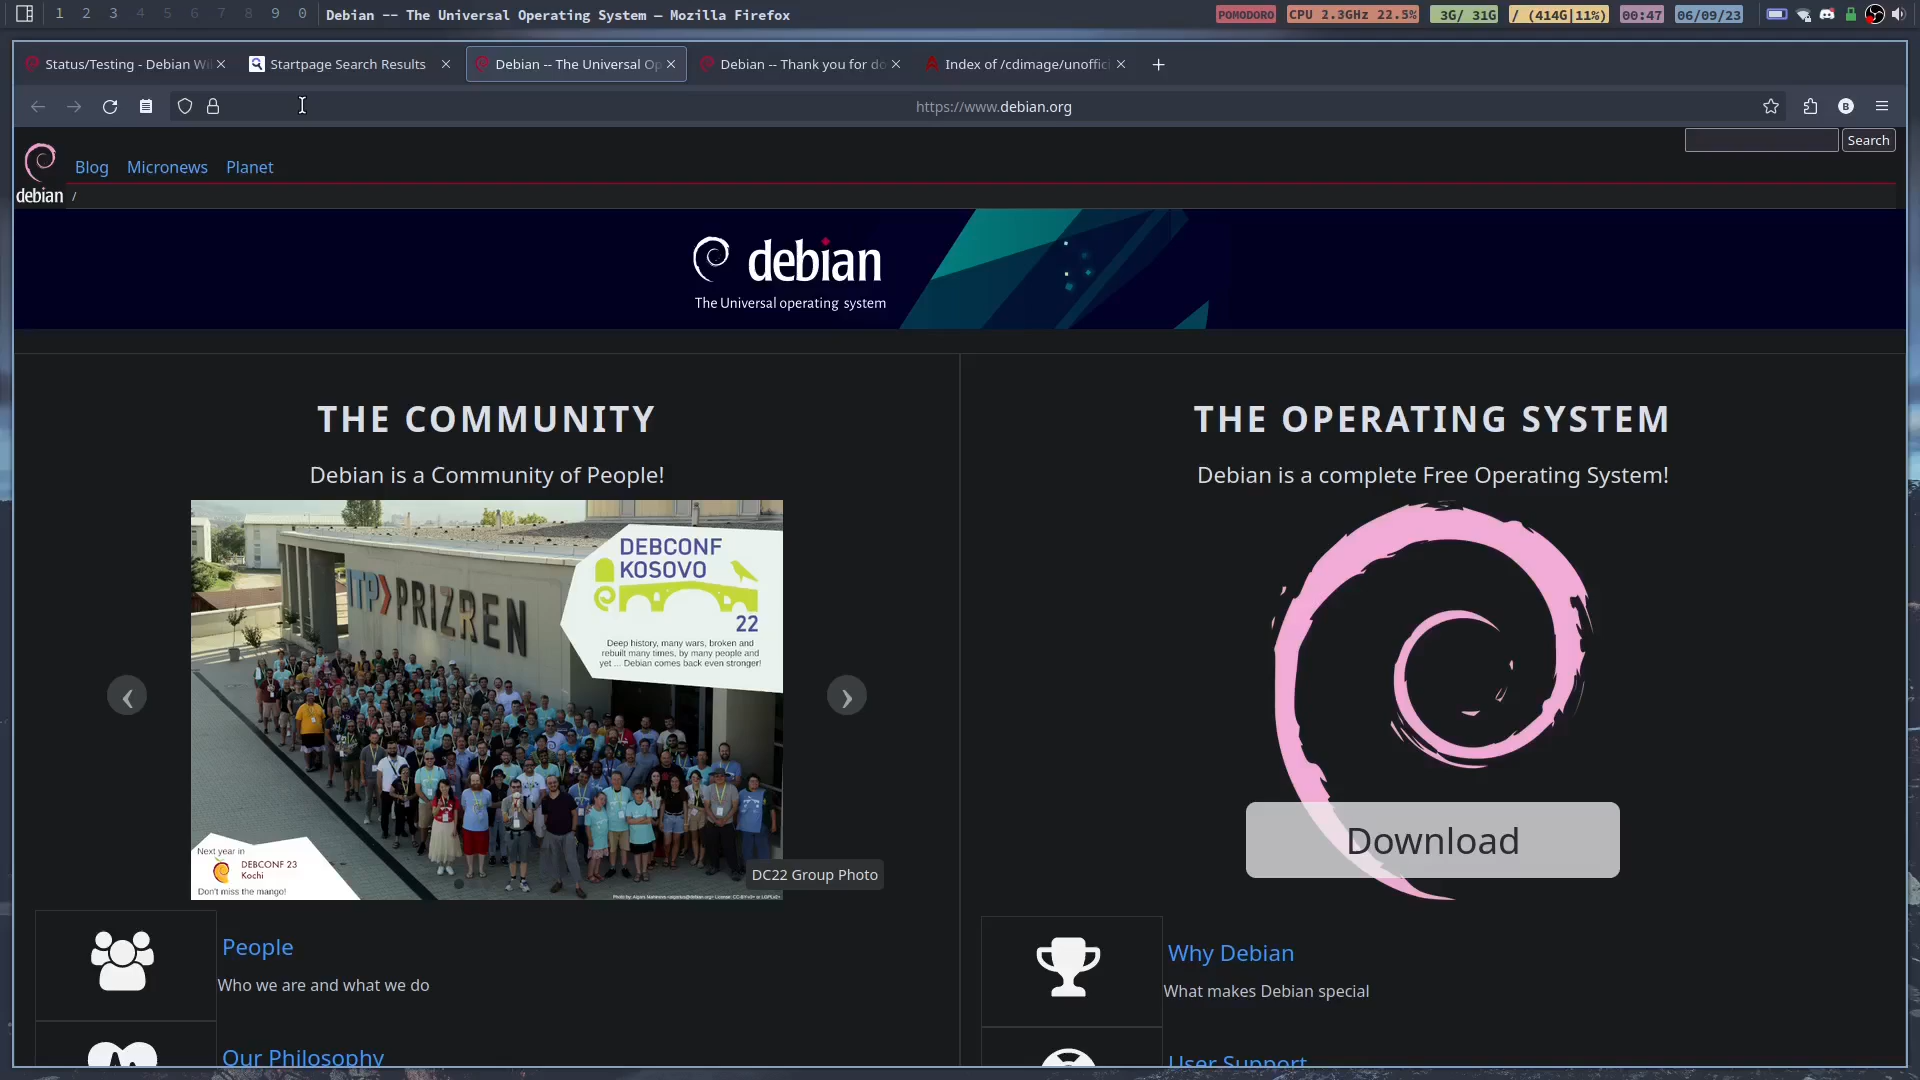 1 2 3 4 5 6 7 8 9 0 Debian -- The Universal Operating System — Mozilla Firefox POMODORO CPU 2.3GHz 22.5% 3G/ 31G / (414G|11%) 00:47 06/09/23
Status/Testing - Debian Wi Startpage Search Results Debian -- The Universal Op Debian -- Thank you for do Index of /cdimage/unoffici
https://www.debian.org B
Search
Blog Micronews Planet
debian /
debian
The Universal operating system
THE COMMUNITY
Debian is a Community of People!
ITP>PRIZREN
DEBCONF
KOSOVO
22
Deep history, many wars, broken and
rebuilt many times, by many people and
yet ... Debian comes back even stronger!
Next year in
DEBCONF 23
Kochi
Don't miss the mango!
DC22 Group Photo
People
Who we are and what we do
Our Philosophy
THE OPERATING SYSTEM
Debian is a complete Free Operating System!
Download
Why Debian
What makes Debian special
User Support